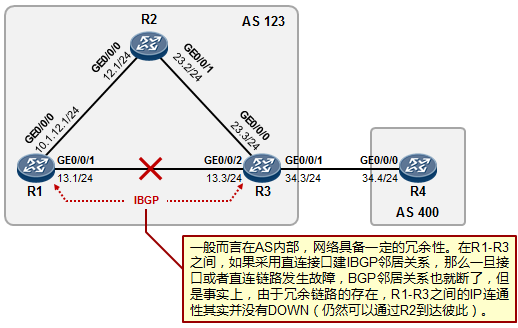 R2
AS 123
GE0/0/0
12.1/24
GE0/0/1
23.2/24
GE0/0/0
10.1.12.1/24
23.3/24
GE0/0/0
GE0/0/1
13.1/24
R1
GE0/0/2
13.3/24
R3
GE0/0/1
34.3/24
GE0/0/0
34.4/24
R4
IBGP
AS 400
一般而言在AS内部，网络具备一定的冗余性。在R1-R3
之间，如果采用直连接口建IBGP邻居关系，那么一旦接
口或者直连链路发生故障，BGP邻居关系也就断了，但
是事实上，由于冗余链路的存在，R1-R3之间的IP连通
性其实并没有DOWN（仍然可以通过R2到达彼此）。